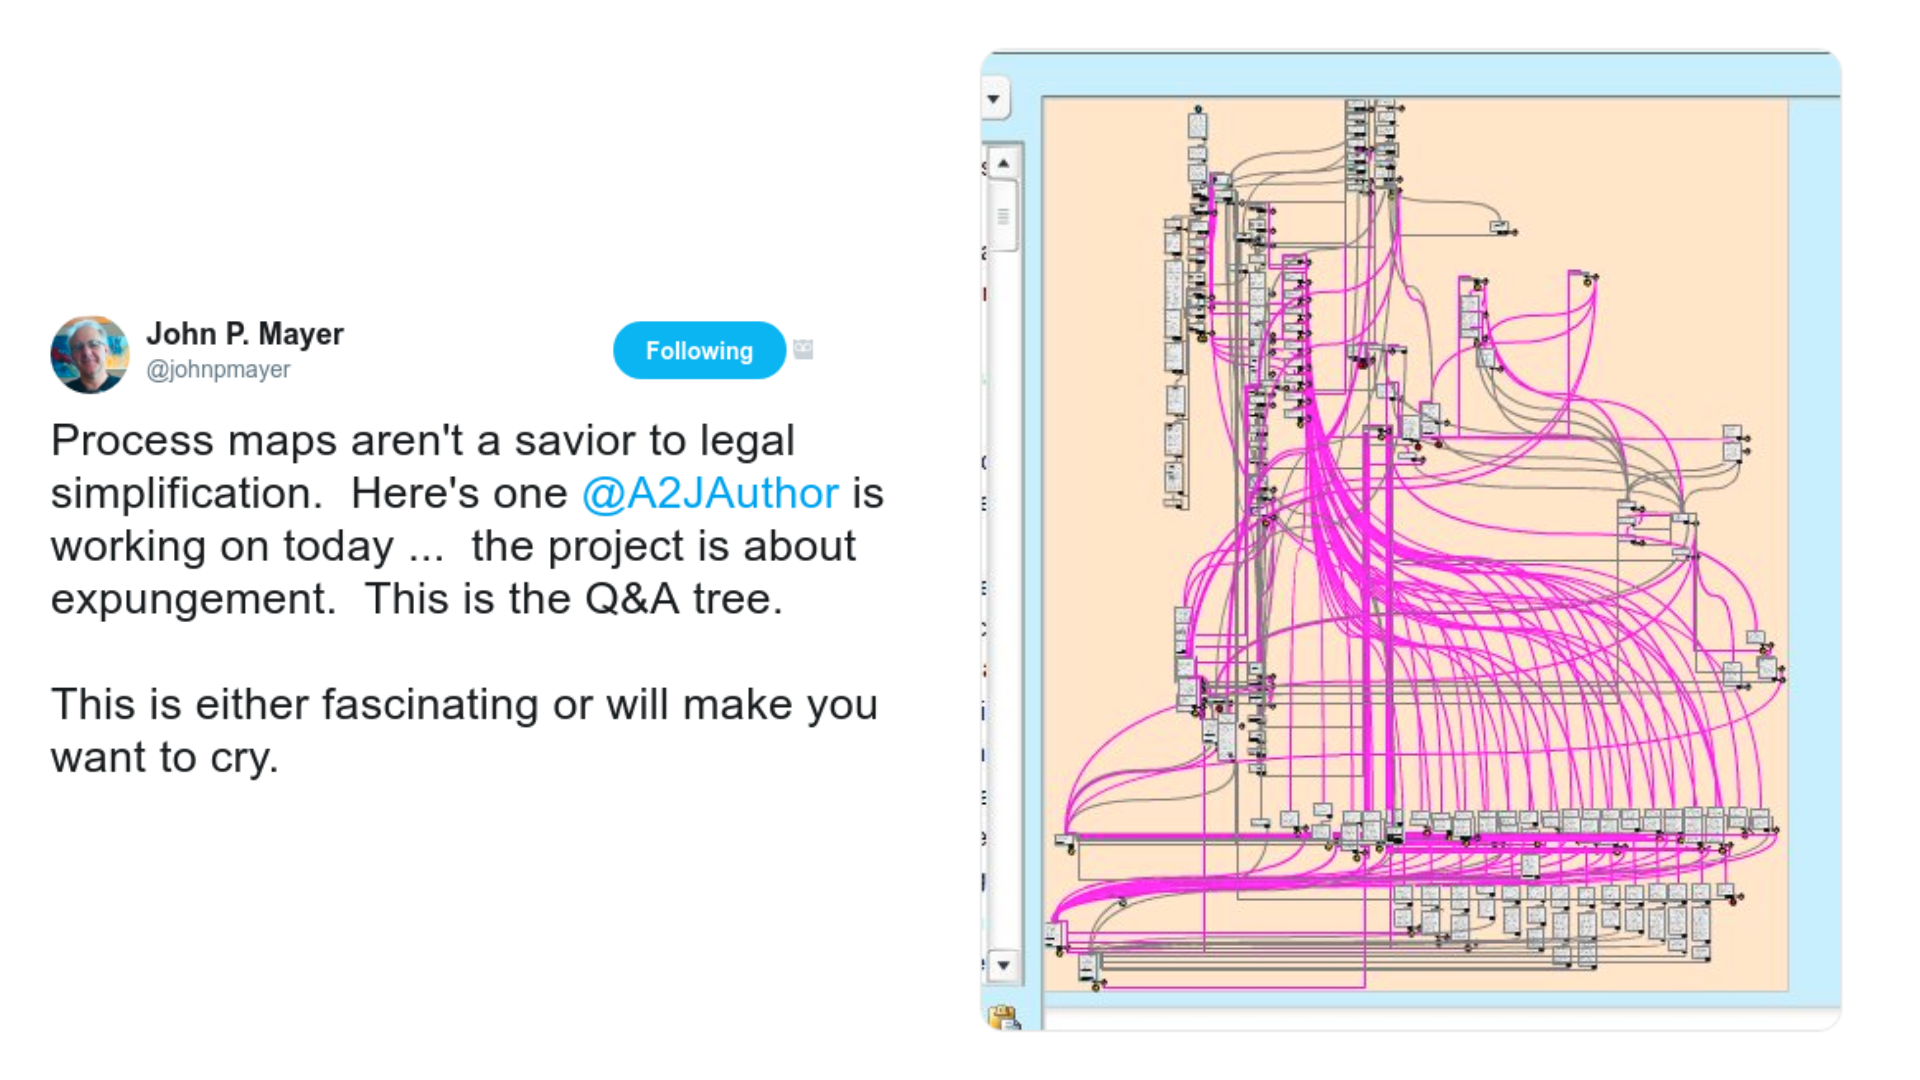 John P. Mayer
@johnpmayer
Following
Process maps aren't a savior to legal
simplification.  Here's one @A2JAuthor is
working on today ...  the project is about
expungement.  This is the Q&A tree.
This is either fascinating or will make you
want to cry.